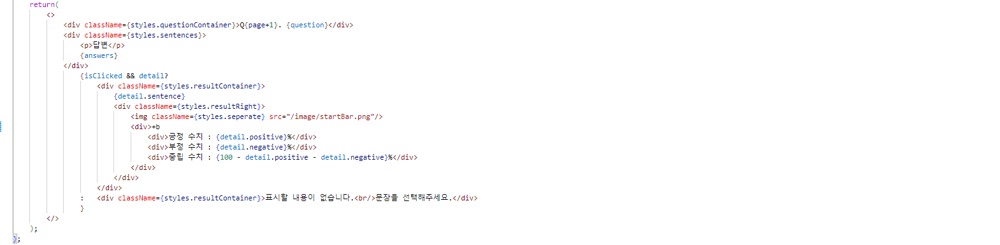 return(
<>
<div className={styles.questionContainer}>Q{page+1}. {question}</div>
<div className={styles.sentences}>
<p>답변</p>
{answers}
</div>
{isClicked && detail?
<div className={styles.resultContainer}>
{detail.sentence}
<div className={styles.resultRight}>
<img className={styles.seperate} src="/image/startBar.png"/>
<div>+b
<div>긍정 수치 : {detail.positive}%</div>
<div>부정 수치 : {detail.negative}%</div>
<div>중립 수치 : {100 - detail.positive - detail.negative}%</div>
</div>
</div>
</div>
: <div className={styles.resultContainer}>표시할 내용이 없습니다.<br/>문장을 선택해주세요.</div>
}
</>
);
};